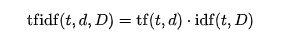 tfidf(t, d, D) = tf(t, d) · idf(t, D)